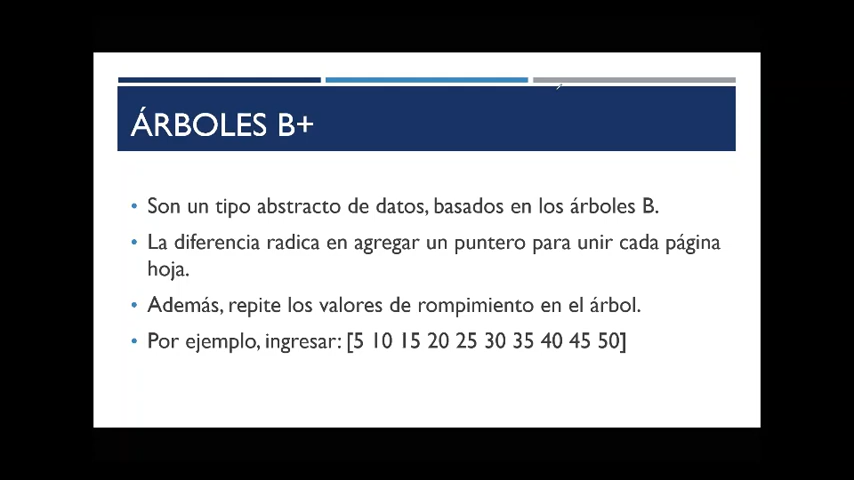 ÁRBOLES B+
• Son un tipo abstracto de datos, basados en los árboles B.
• La diferencia radica en agregar un puntero para unir cada página
hoja.
• Además, repite los valores de rompimiento en el árbol.
• Por ejemplo, ingresar: [5 10 15 20 25 30 35 40 45 50]